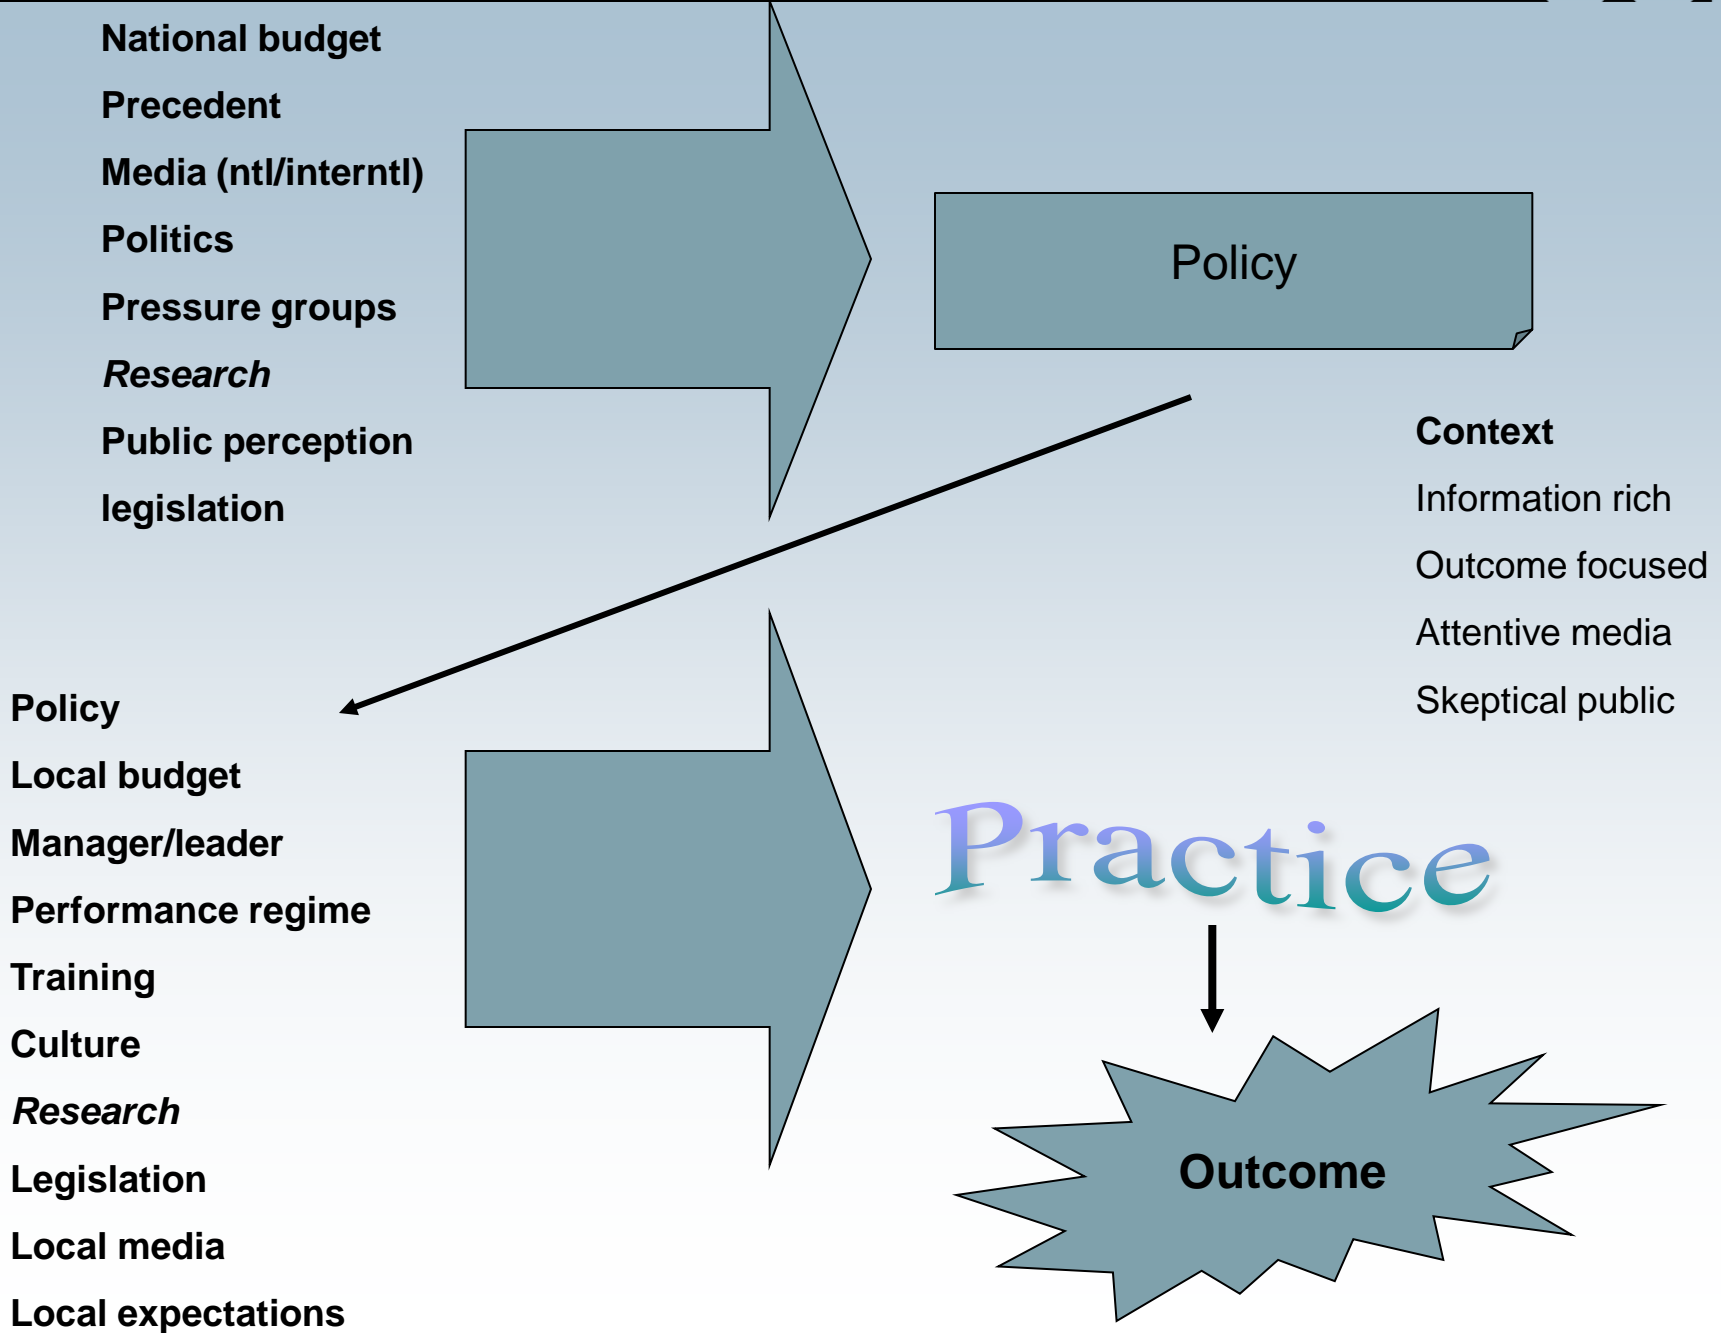 National budget
Precedent
Media (ntl/interntl)
Politics
Pressure groups
Research
Public perception
legislation
Policy
Context
Information rich
Outcome focused
Attentive media
Skeptical public
Policy
Local budget
Manager/leader
Performance regime
Training
Culture
Research
Legislation
Local media
Local expectations
Practice
Outcome